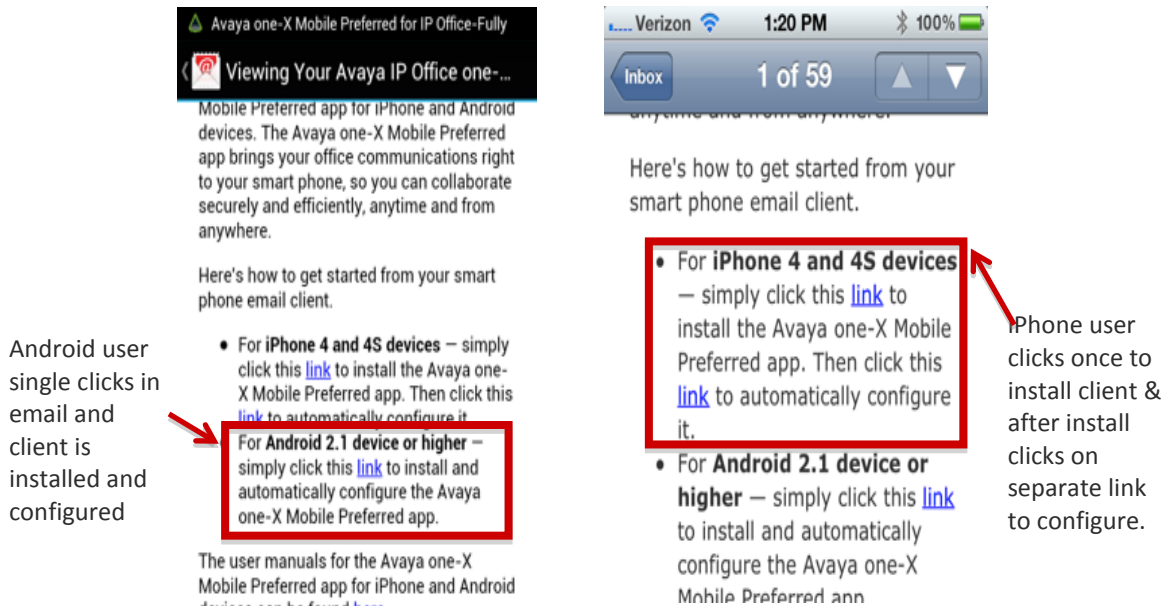 Avaya one-X Mobile Preferred for IP Office-Fully
Viewing Your Avaya IP Office one-...
Mobile Preferred app for iPhone and Android
devices. The Avaya one-X Mobile Preferred
app brings your office communications right
to your smart phone, so you can collaborate
securely and efficiently, anytime and from
anywhere.
Here's how to get started from your smart
phone email client.
• For iPhone 4 and 4S devices — simply
click this link to install the Avaya one-
X Mobile Preferred app. Then click this
link to automatically configure it
For Android 2.1 device or higher —
simply click this link to install and
automatically configure the Avaya
one-X Mobile Preferred app.
The user manuals for the Avaya one-X
Mobile Preferred app for iPhone and Android
devices can be found here
Android user
single clicks in
email and
client is
installed and
configured
Verizon 1:20 PM 100%
Inbox 1 of 59
anytime and from anywhere.
Here's how to get started from your
smart phone email client.
• For iPhone 4 and 4S devices
— simply click this link to
install the Avaya one-X Mobile
Preferred app. Then click this
link to automatically configure
it.
• For Android 2.1 device or
higher — simply click this link
to install and automatically
configure the Avaya one-X
Mobile Preferred app
iPhone user
clicks once to
install client &
after install
clicks on
separate link
to configure.